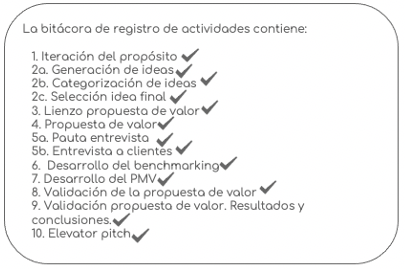 La bitácora de registro de actividades contiene:
1. Iteración del propósito ✔
2a. Generación de ideas ✔
2b. Categorización de ideas ✔
2c. Selección idea final ✔
3. Lienzo propuesta de valor ✔
4. Propuesta de valor ✔
5a. Pauta entrevista ✔
5b. Entrevista a clientes ✔
6. Desarrollo del benchmarking ✔
7. Desarrollo del PMV ✔
8. Validación de la propuesta de valor ✔
9. Validación propuesta de valor. Resultados y
conclusiones. ✔
10. Elevator pitch ✔